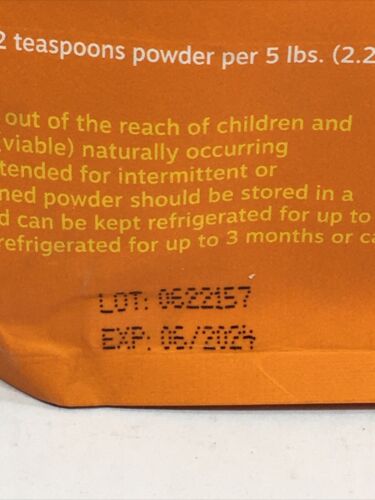 2 teaspoons powder per 5 lbs. (2.2
out of the reach of children and
(viable) naturally occurring
tended for intermittent or
ned powder should be stored in a
d can be kept refrigerated for up to
refrigerated for up to 3 months or ca
LOT: 0622157
EXP: 06/2024